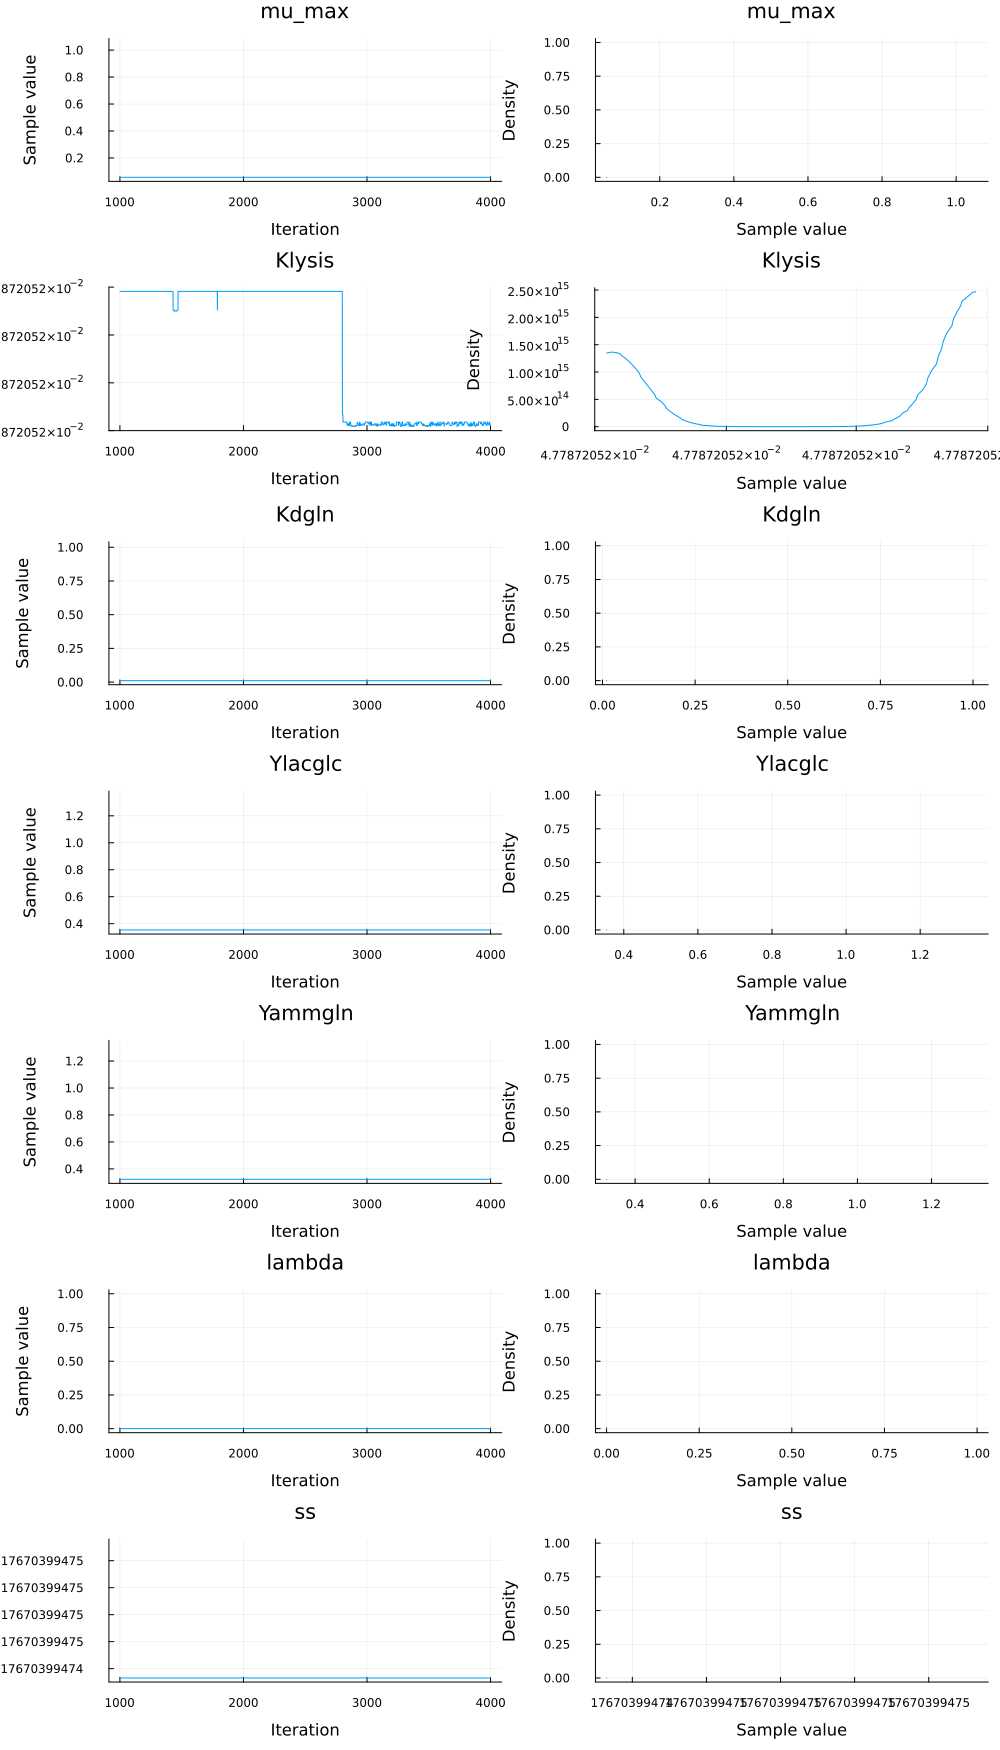 mu_max
mu_max
Sample value
1.0
0.8
0.6
0.4
0.2
1000 2000 3000 4000
Iteration
Density
1.00
0.75
0.50
0.25
0.00
0.2 0.4 0.6 0.8 1.0
Sample value
Klysis
Klysis
872052×10⁻²
872052×10⁻²
872052×10⁻²
872052×10⁻²
1000 2000 3000 4000
Iteration
Density
2.50×10¹⁵
2.00×10¹⁵
1.50×10¹⁵
1.00×10¹⁵
5.00×10¹⁴
0
4.77872052×10⁻² 4.77872052×10⁻² 4.77872052×10⁻² 4.7787205
Sample value
Kdgln
Kdgln
Sample value
1.00
0.75
0.50
0.25
0.00
1000 2000 3000 4000
Iteration
Density
1.00
0.75
0.50
0.25
0.00
0.00 0.25 0.50 0.75 1.00
Sample value
Ylacglc
Ylacglc
Sample value
1.2
1.0
0.8
0.6
0.4
1000 2000 3000 4000
Iteration
Density
1.00
0.75
0.50
0.25
0.00
0.4 0.6 0.8 1.0 1.2
Sample value
Yammgln
Yammgln
Sample value
1.2
1.0
0.8
0.6
0.4
1000 2000 3000 4000
Iteration
Density
1.00
0.75
0.50
0.25
0.00
0.4 0.6 0.8 1.0 1.2
Sample value
lambda
lambda
Sample value
1.00
0.75
0.50
0.25
0.00
1000 2000 3000 4000
Iteration
Density
1.00
0.75
0.50
0.25
0.00
0.00 0.25 0.50 0.75 1.00
Sample value
ss
ss
17670399475
17670399475
17670399475
17670399475
17670399474
1000 2000 3000 4000
Iteration
Density
1.00
0.75
0.50
0.25
0.00
17670399474 17670399475 17670399475 17670399475 17670399475
Sample value